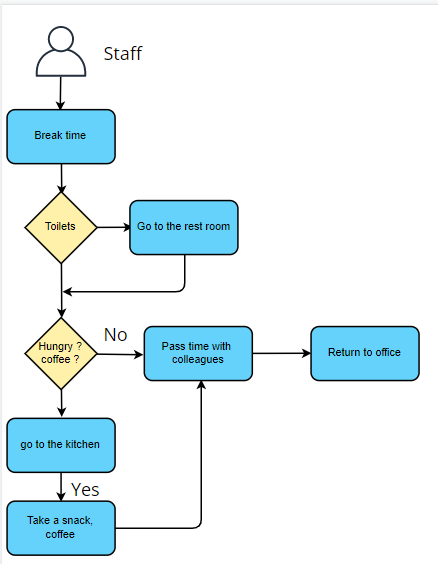 Staff
Break time
Toilets
Go to the rest room
Hungry ?
coffee ?
No
Pass time with
colleagues
Return to office
go to the kitchen
Yes
Take a snack,
coffee